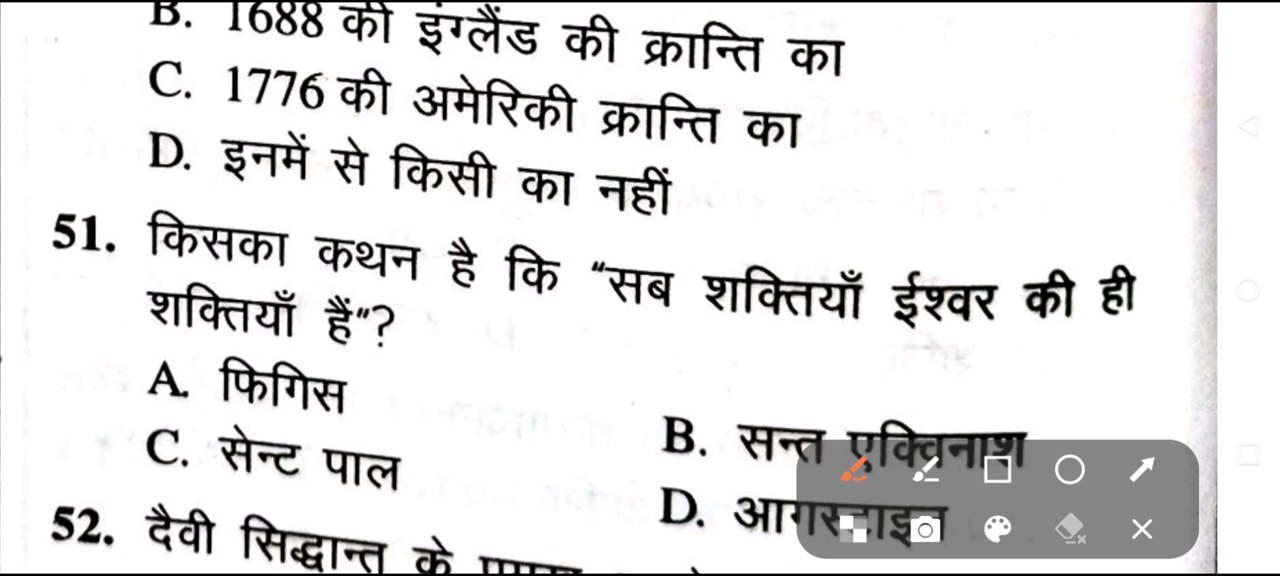 B. 1688 की इंग्लैंड की क्रान्ति का
C. 1776 की अमेरिकी क्रान्ति का
D. इनमें से किसी का नहीं
51. किसका कथन है कि “सब शक्तियाँ ईश्वर की ही
शक्तियाँ हैं”?
A. फिगिस
B. सन्त एक्विनाश
C. सेन्ट पाल
D. आगस्टाइन
52. दैवी सिद्धान्त के